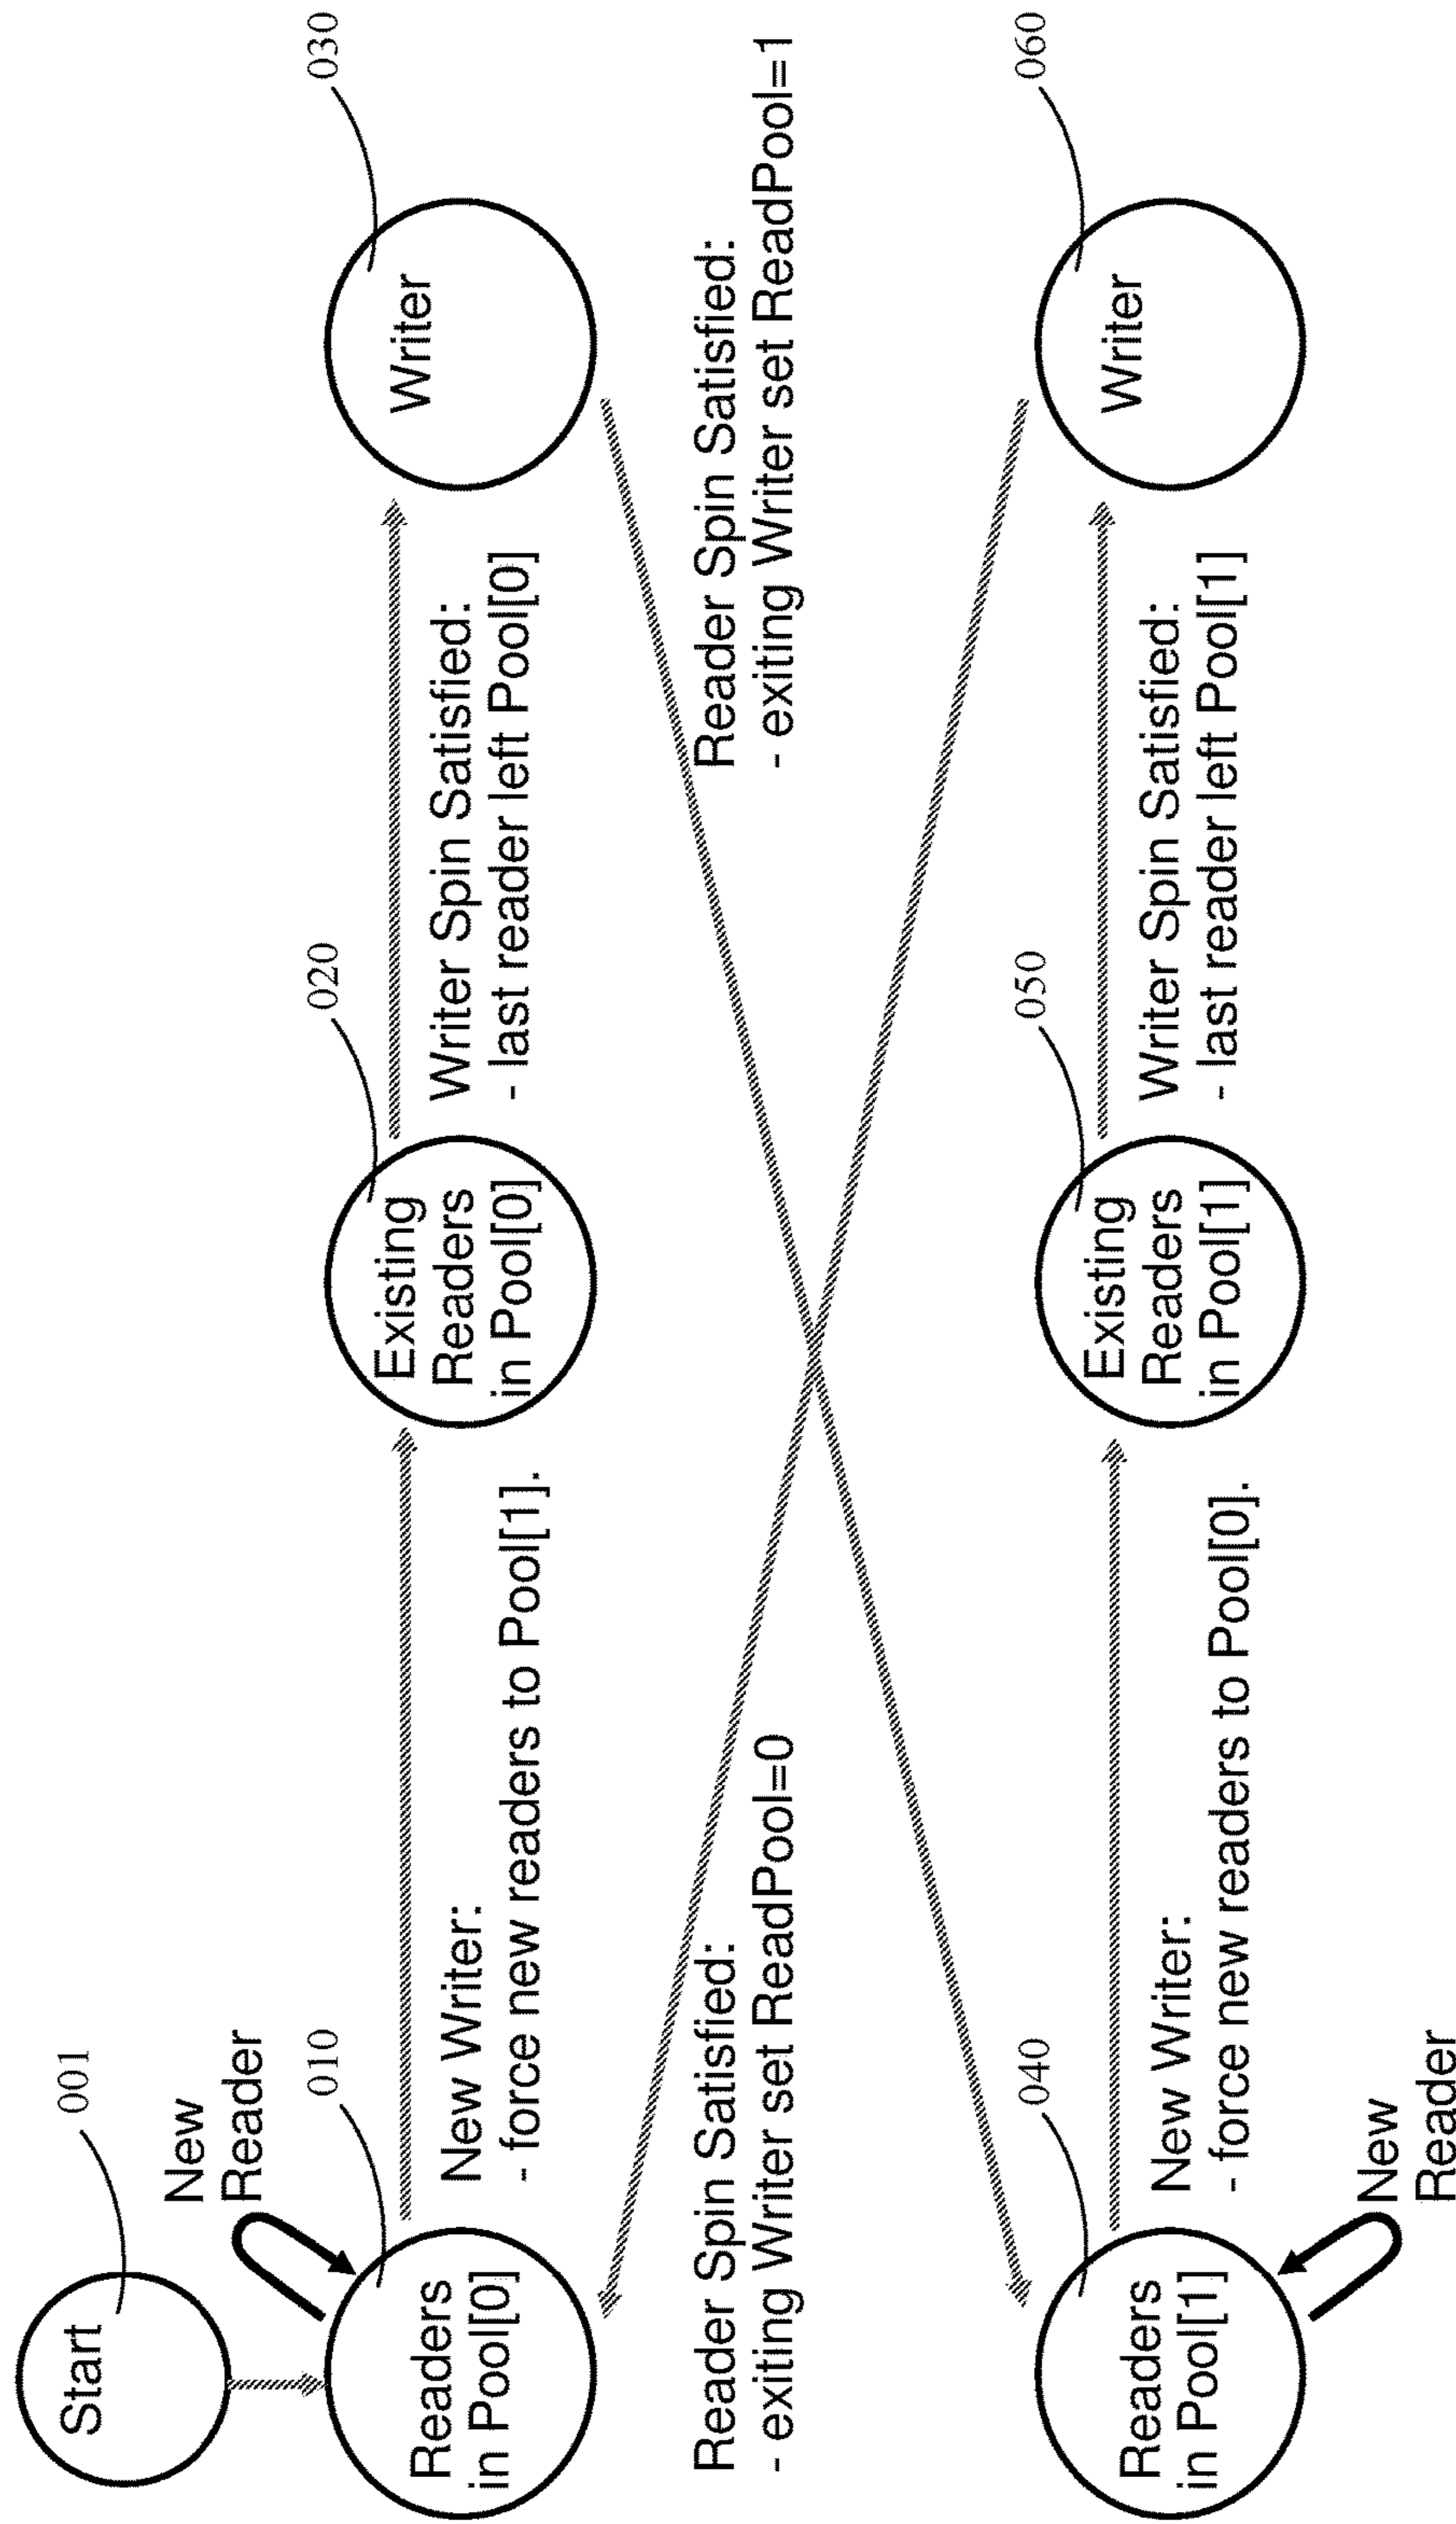 Start
001
New
Reader
010
Readers
in Pool[0]
New Writer:
- force new readers to Pool[1].
020
Existing
Readers
in Pool[0]
Writer Spin Satisfied:
- last reader left Pool[0]
030
Writer
Reader Spin Satisfied:
- exiting Writer set ReadPool=0
Reader Spin Satisfied:
- exiting Writer set ReadPool=1
040
Readers
in Pool[1]
New Writer:
- force new readers to Pool[0].
050
Existing
Readers
in Pool[1]
Writer Spin Satisfied:
- last reader left Pool[1]
060
Writer
New
Reader